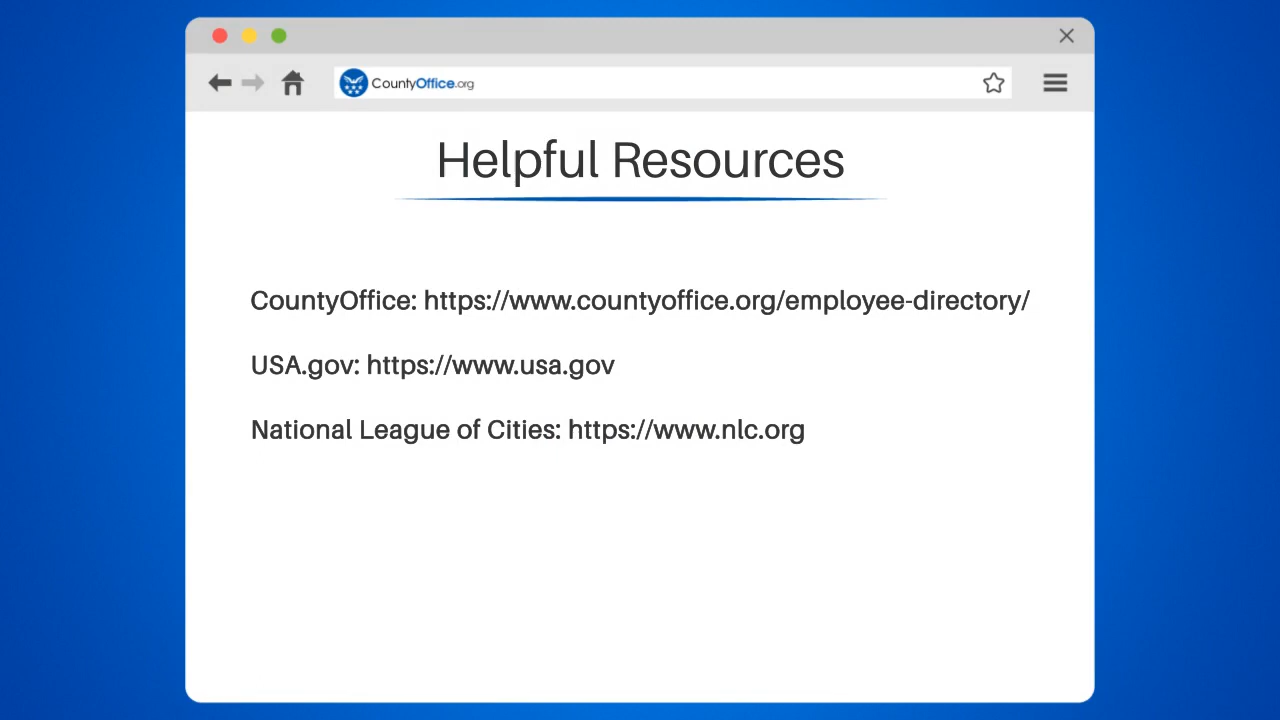 CountyOffice.org
Helpful Resources
CountyOffice: https://www.countyoffice.org/employee-directory/
USA.gov: https://www.usa.gov
National League of Cities: https://www.nlc.org